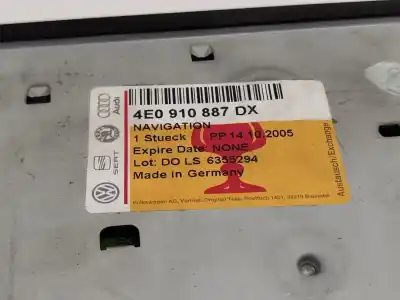 4E0 910 887 DX
NAVIGATION
1 Stueck PP 14.10.2005
Expire Date: NONE
Lot: DO LS 6355294
Made in Germany
Audi
SEAT
Austausch/Exchange